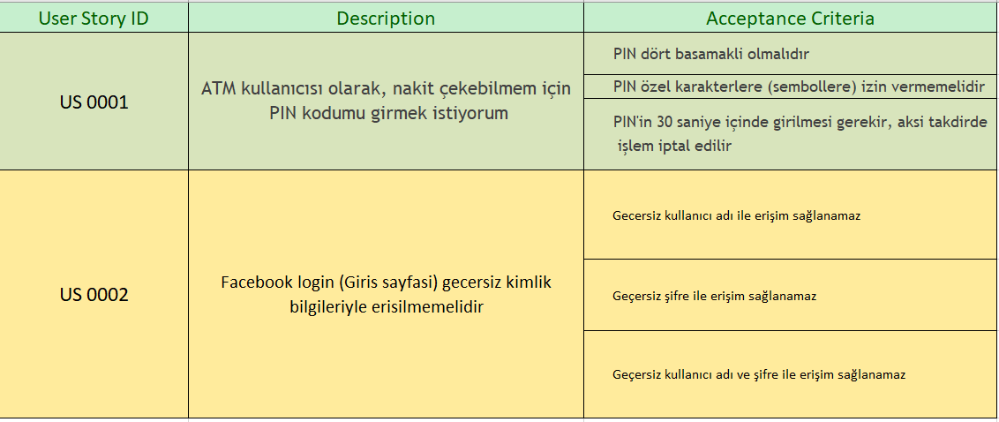 User Story ID
Description
Acceptance Criteria
US 0001
ATM kullanıcısı olarak, nakit çekebilmem için
PIN kodumu girmek istiyorum
PIN dört basamakli olmalıdır
PIN özel karakterlere (sembollere) izin vermemelidir
PIN'in 30 saniye içinde girilmesi gerekir, aksi takdirde
işlem iptal edilir
US 0002
Facebook login (Giris sayfasi) gecersiz kimlik
bilgileriyle erisilmemelidir
Gecersiz kullanıcı adı ile erişim sağlanamaz
Geçersiz şifre ile erişim sağlanamaz
Geçersiz kullanıcı adı ve şifre ile erişim sağlanamaz